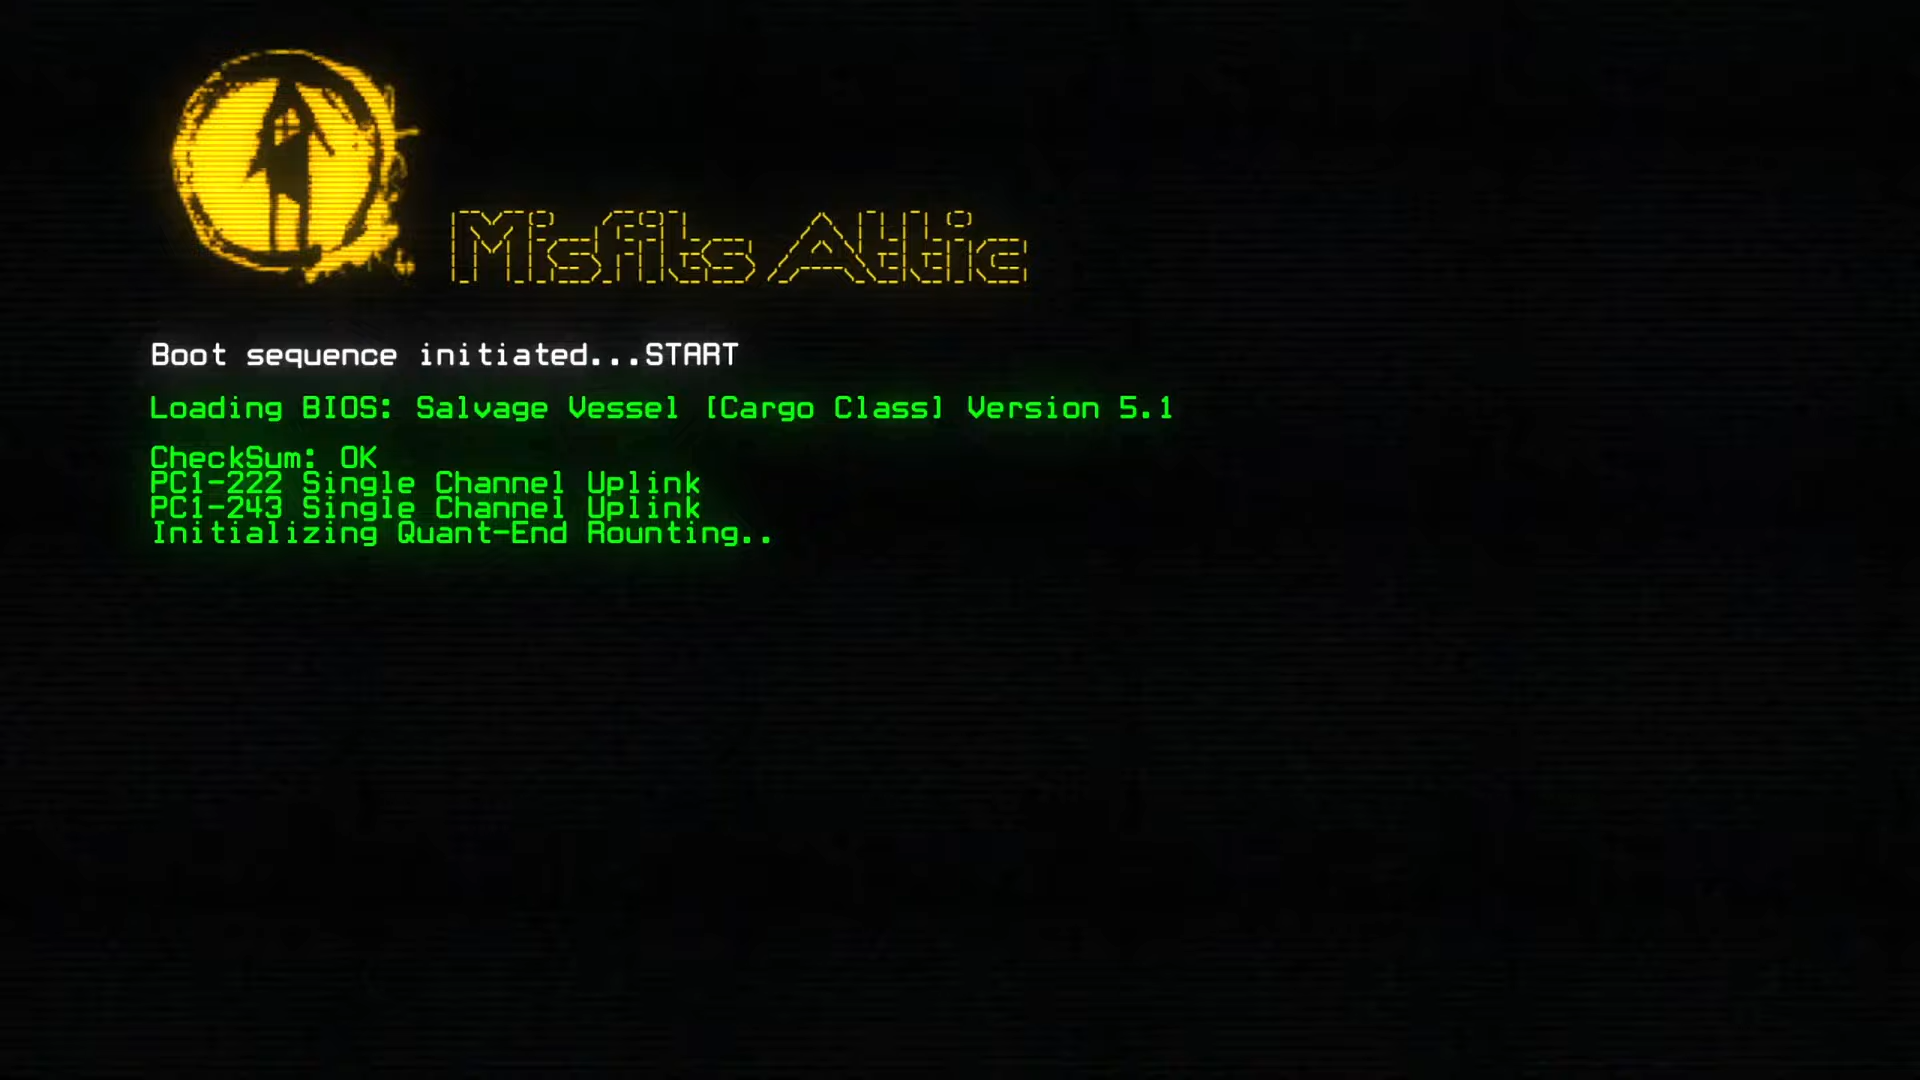 Misfits Attic
Boot sequence initiated...START
Loading BIOS: Salvage Vessel [Cargo Class] Version 5.1
CheckSum: OK
PC1-222 Single Channel Uplink
PC1-243 Single Channel Uplink
Initializing Quant-End Rounting..